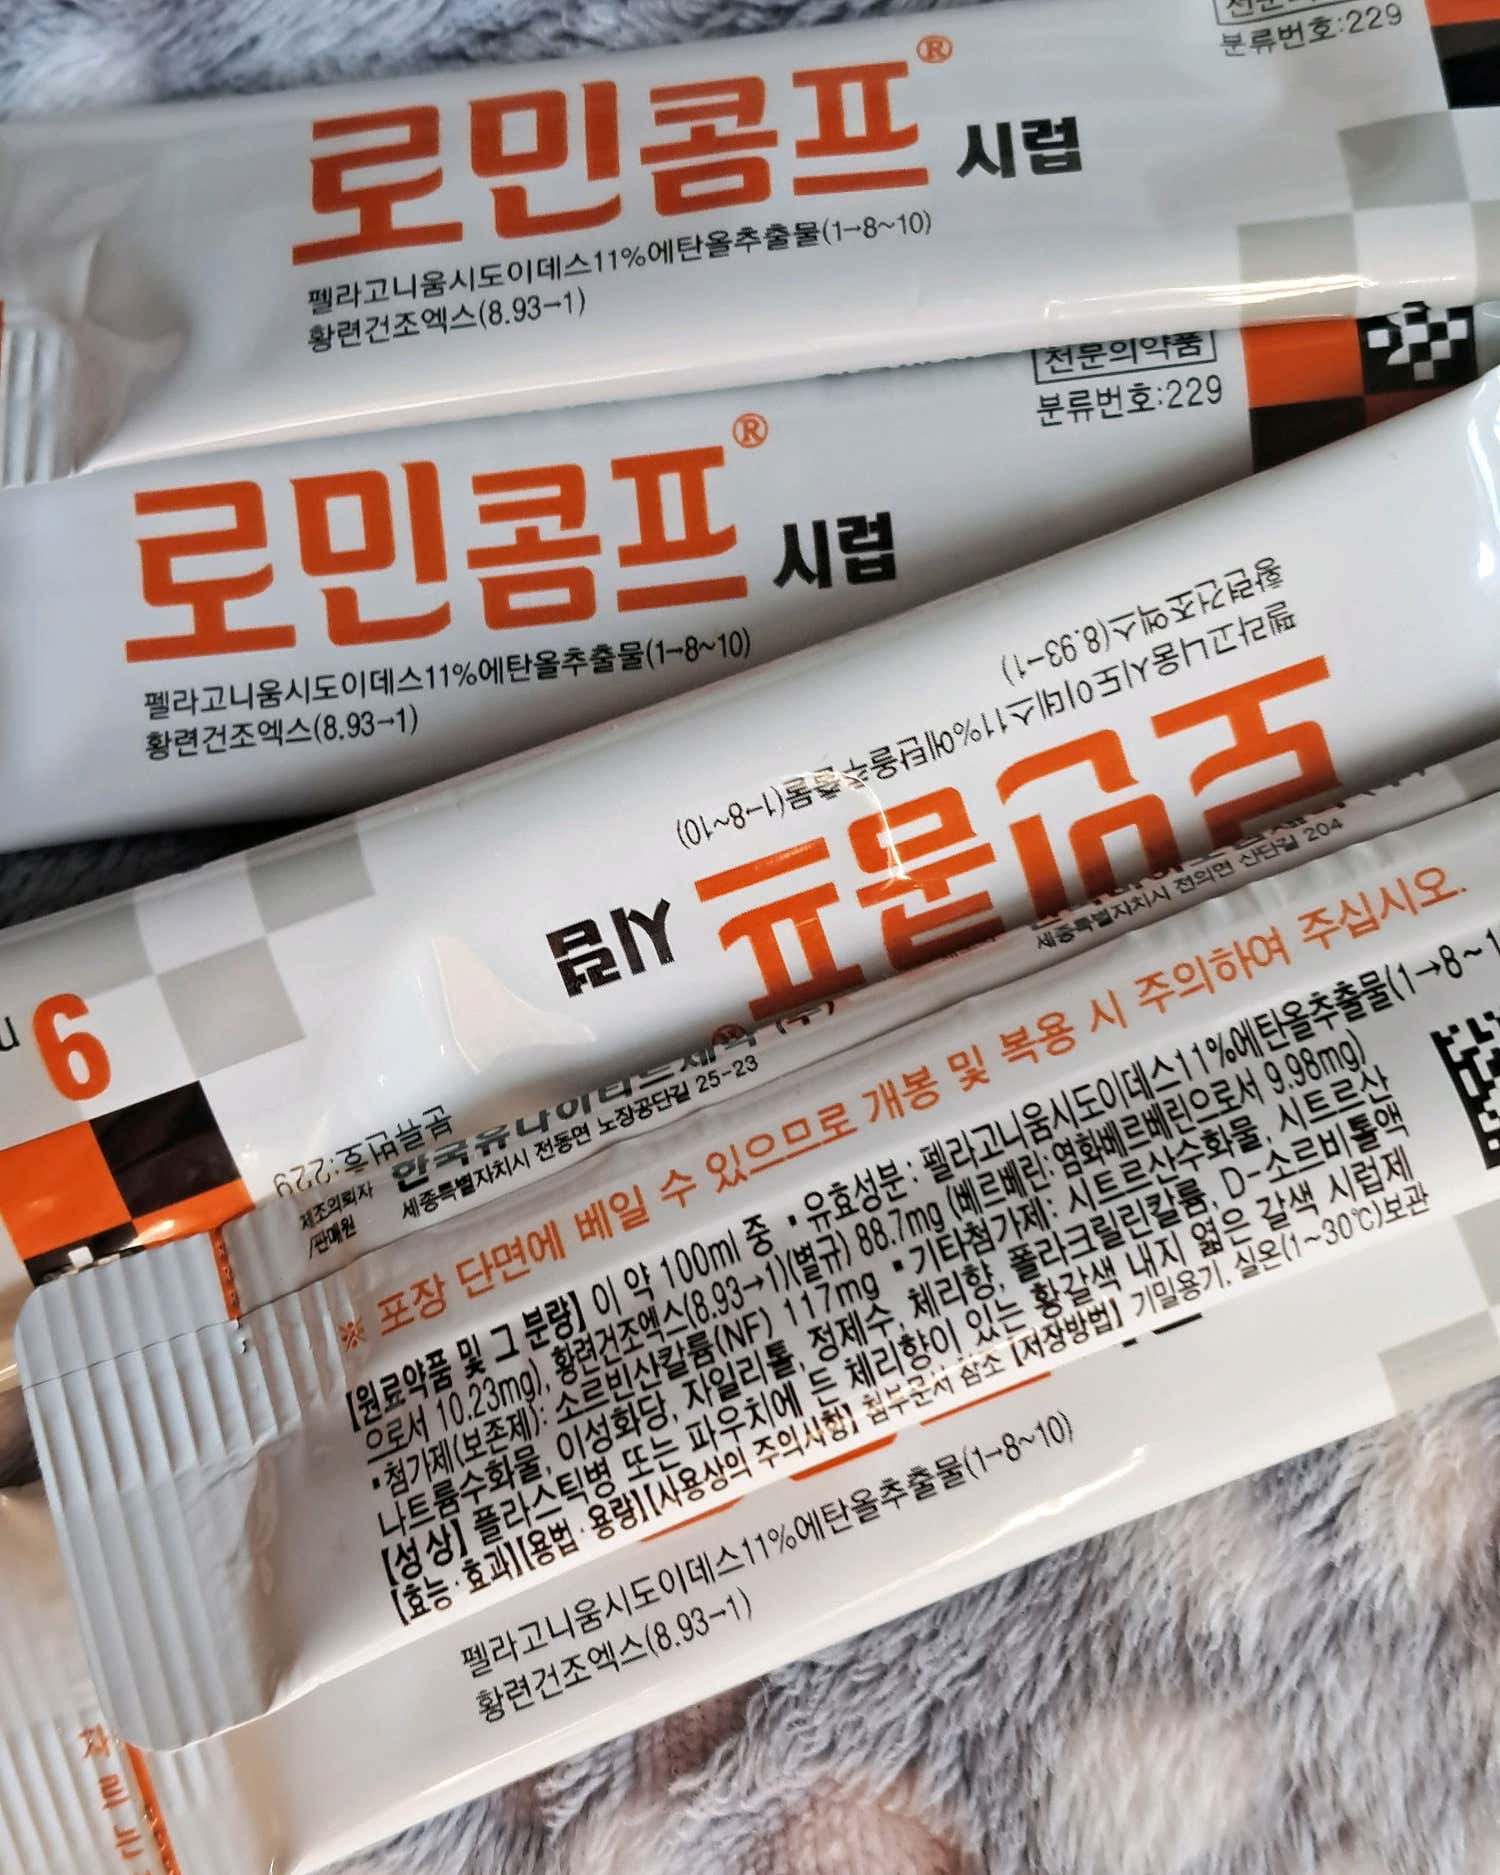 로민콤프® 시럽
펠라고니움시도이데스11%에탄올추출물(1→8~10)
황련건조엑스(8.93→1)
분류번호:229
로민콤프® 시럽
펠라고니움시도이데스11%에탄올추출물(1→8~10)
황련건조엑스(8.93→1)
전문의약품
분류번호:229
로민콤프® 시럽
펠라고니움시도이데스11%에탄올추출물(1→8~10)
황련건조엑스(8.93→1)
분류번호:229
9
제조의뢰자
/판매원
한국유나이티드제약(주)
세종특별자치시 전동면 노장공단길 25-23
세종특별자치시 전의면 산단길 204
※ 포장 단면에 베일 수 있으므로 개봉 및 복용 시 주의하여 주십시오.
【원료약품 및 그 분량】 이 약 100ml 중 ▪유효성분: 펠라고니움시도이데스11%에탄올추출물(1→8~1
으로서 10.23mg), 황련건조엑스(8.93→1)(별규) 88.7mg (베르베린: 염화베르베린으로서 9.98mg)
▪첨가제(보존제): 소르빈산칼륨(NF) 117mg ▪기타첨가제: 시트르산수화물, 시트르산
나트륨수화물, 이성화당, 자일리톨, 정제수, 체리향, 폴라크릴린칼륨, D-소르비톨액
【성상】 플라스틱병 또는 파우치에 든 체리향이 있는 황갈색 내지 엷은 갈색 시럽제
【효능·효과】【용법·용량】【사용상의 주의사항】 첨부문서 참조 【저장방법】 기밀용기, 실온(1~30℃)보관
펠라고니움시도이데스11%에탄올추출물(1→8~10)
황련건조엑스(8.93→1)
자르는